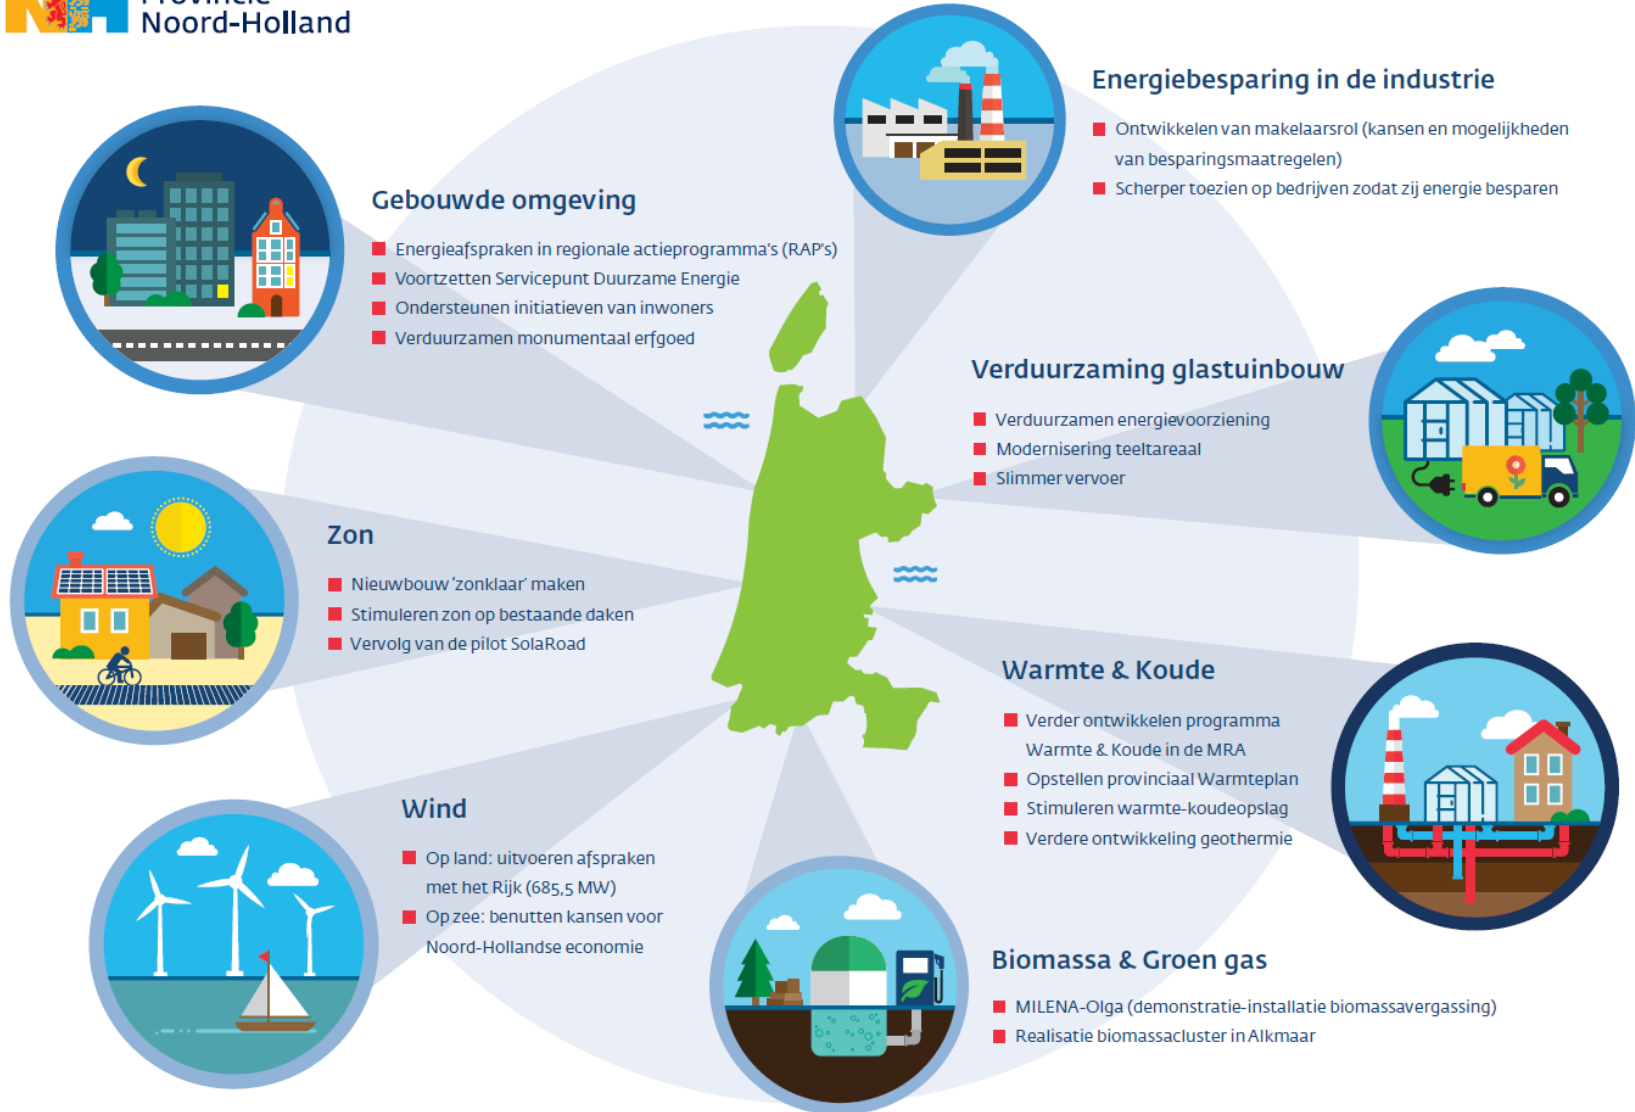 Provincie
Noord-Holland
Energiebesparing in de industrie
Ontwikkelen van makelaarsrol (kansen en mogelijkheden
van besparingsmaatregelen)
Scherper toezien op bedrijven zodat zij energie besparen
Gebouwde omgeving
Energieafspraken in regionale actieprogramma's (RAP's)
Voortzetten Servicepunt Duurzame Energie
Ondersteunen initiatieven van inwoners
Verduurzamen monumentaal erfgoed
Verduurzaming glastuinbouw
Verduurzamen energievoorziening
Modernisering teeltareaal
Slimmer vervoer
Zon
Nieuwbouw 'zonklaar' maken
Stimuleren zon op bestaande daken
Vervolg van de pilot SolaRoad
Warmte & Koude
Verder ontwikkelen programma
Warmte & Koude in de MRA
Opstellen provinciaal Warmteplan
Stimuleren warmte-koudeopslag
Verdere ontwikkeling geothermie
Wind
Op land: uitvoeren afspraken
met het Rijk (685,5 MW)
Op zee: benutten kansen voor
Noord-Hollandse economie
Biomassa & Groen gas
MILENA-Olga (demonstratie-installatie biomassavergassing)
Realisatie biomassacluster in Alkmaar